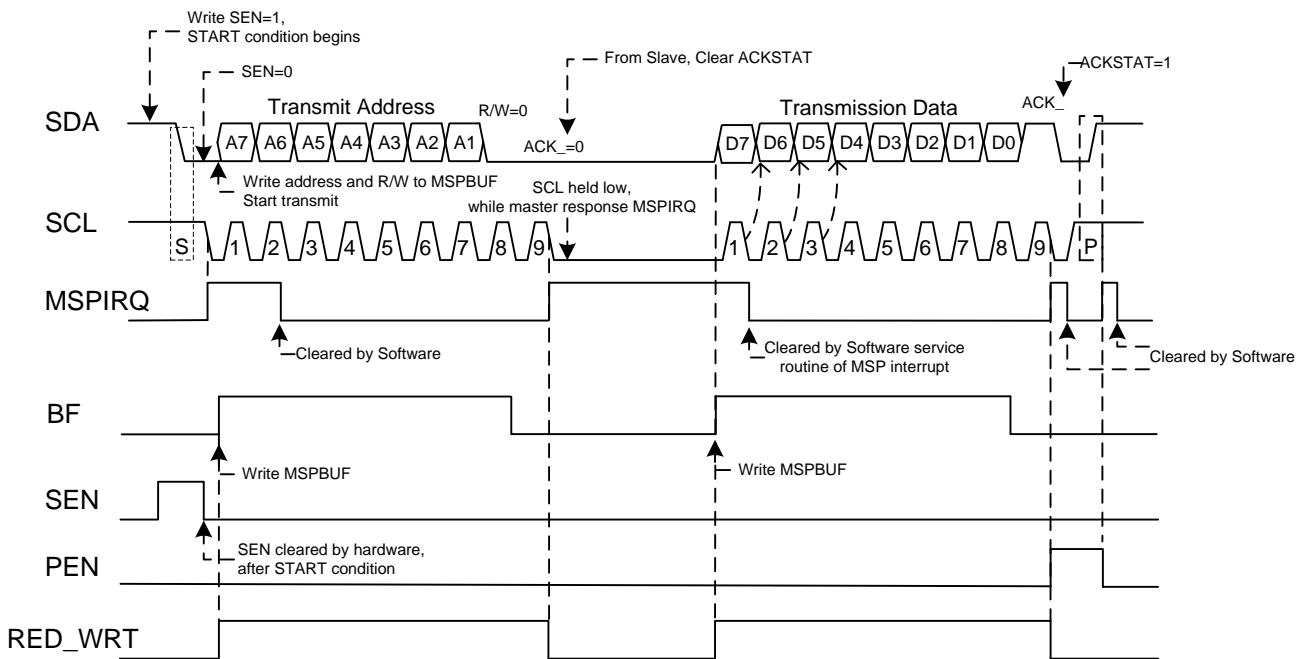 Write SEN=1,
START condition begins
SEN=0
From Slave, Clear ACKSTAT
ACKSTAT=1
Transmit Address
R/W=0
Transmission Data
ACK_
SDA
A7 A6 A5 A4 A3 A2 A1
ACK_=0
D7 D6 D5 D4 D3 D2 D1 D0
Write address and R/W to MSPBUF
Start transmit
SCL held low,
while master response MSPIRQ
SCL
S
1 2 3 4 5 6 7 8 9
1 2 3 4 5 6 7 8 9
P
MSPIRQ
Cleared by Software
Cleared by Software service
routine of MSP interrupt
Cleared by Software
BF
Write MSPBUF
Write MSPBUF
SEN
SEN cleared by hardware,
after START condition
PEN
RED_WRT